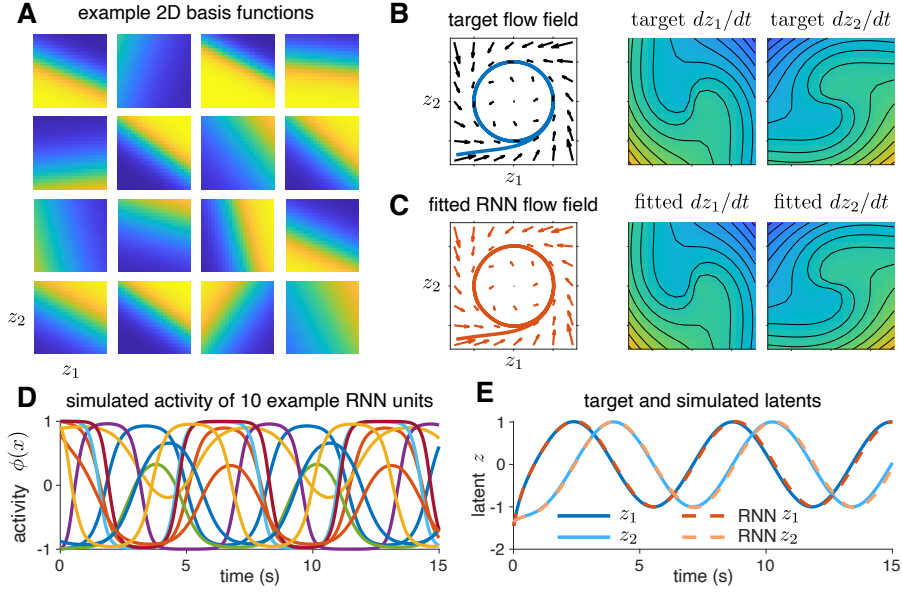 A example 2D basis functions
z₂
z₁
B target flow field
z₂
z₁
target dz₁/dt target dz₂/dt
C fitted RNN flow field
z₂
z₁
fitted dz₁/dt fitted dz₂/dt
D simulated activity of 10 example RNN units
activity ϕ(x)
1
-1
0 5 10 15
time (s)
E target and simulated latents
latent z
1
0
-1
-2
z₁ RNN z₁
z₂ RNN z₂
0 5 10 15
time (s)